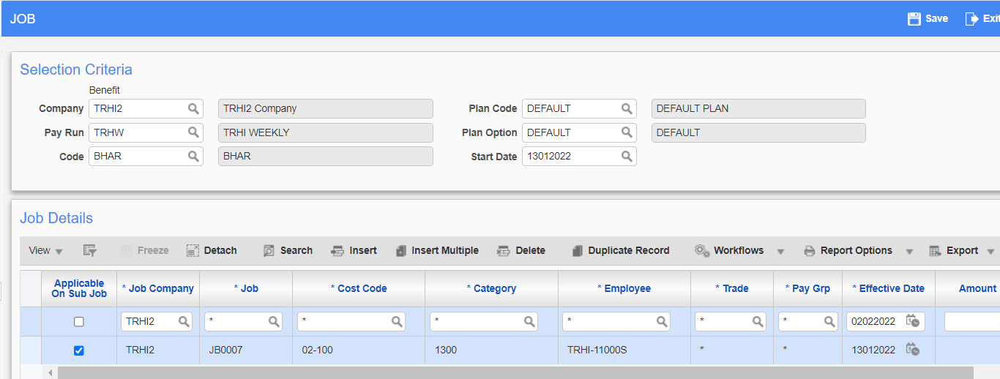 JOB Save
Selection Criteria
Benefit
Company TRHI2 TRHI2 Company Plan Code DEFAULT DEFAULT PLAN
Pay Run TRHW TRHI WEEKLY Plan Option DEFAULT DEFAULT
Code BHAR BHAR Start Date 13012022
Job Details
View Freeze Detach Search Insert Insert Multiple Delete Duplicate Record Workflows Report Options Export
Applicable
On Sub Job * Job Company * Job * Cost Code * Category * Employee * Trade * Pay Grp * Effective Date Amount
TRHI2 * * * * * * 02022022
TRHI2 JB0007 02-100 1300 TRHI-11000S * * 13012022